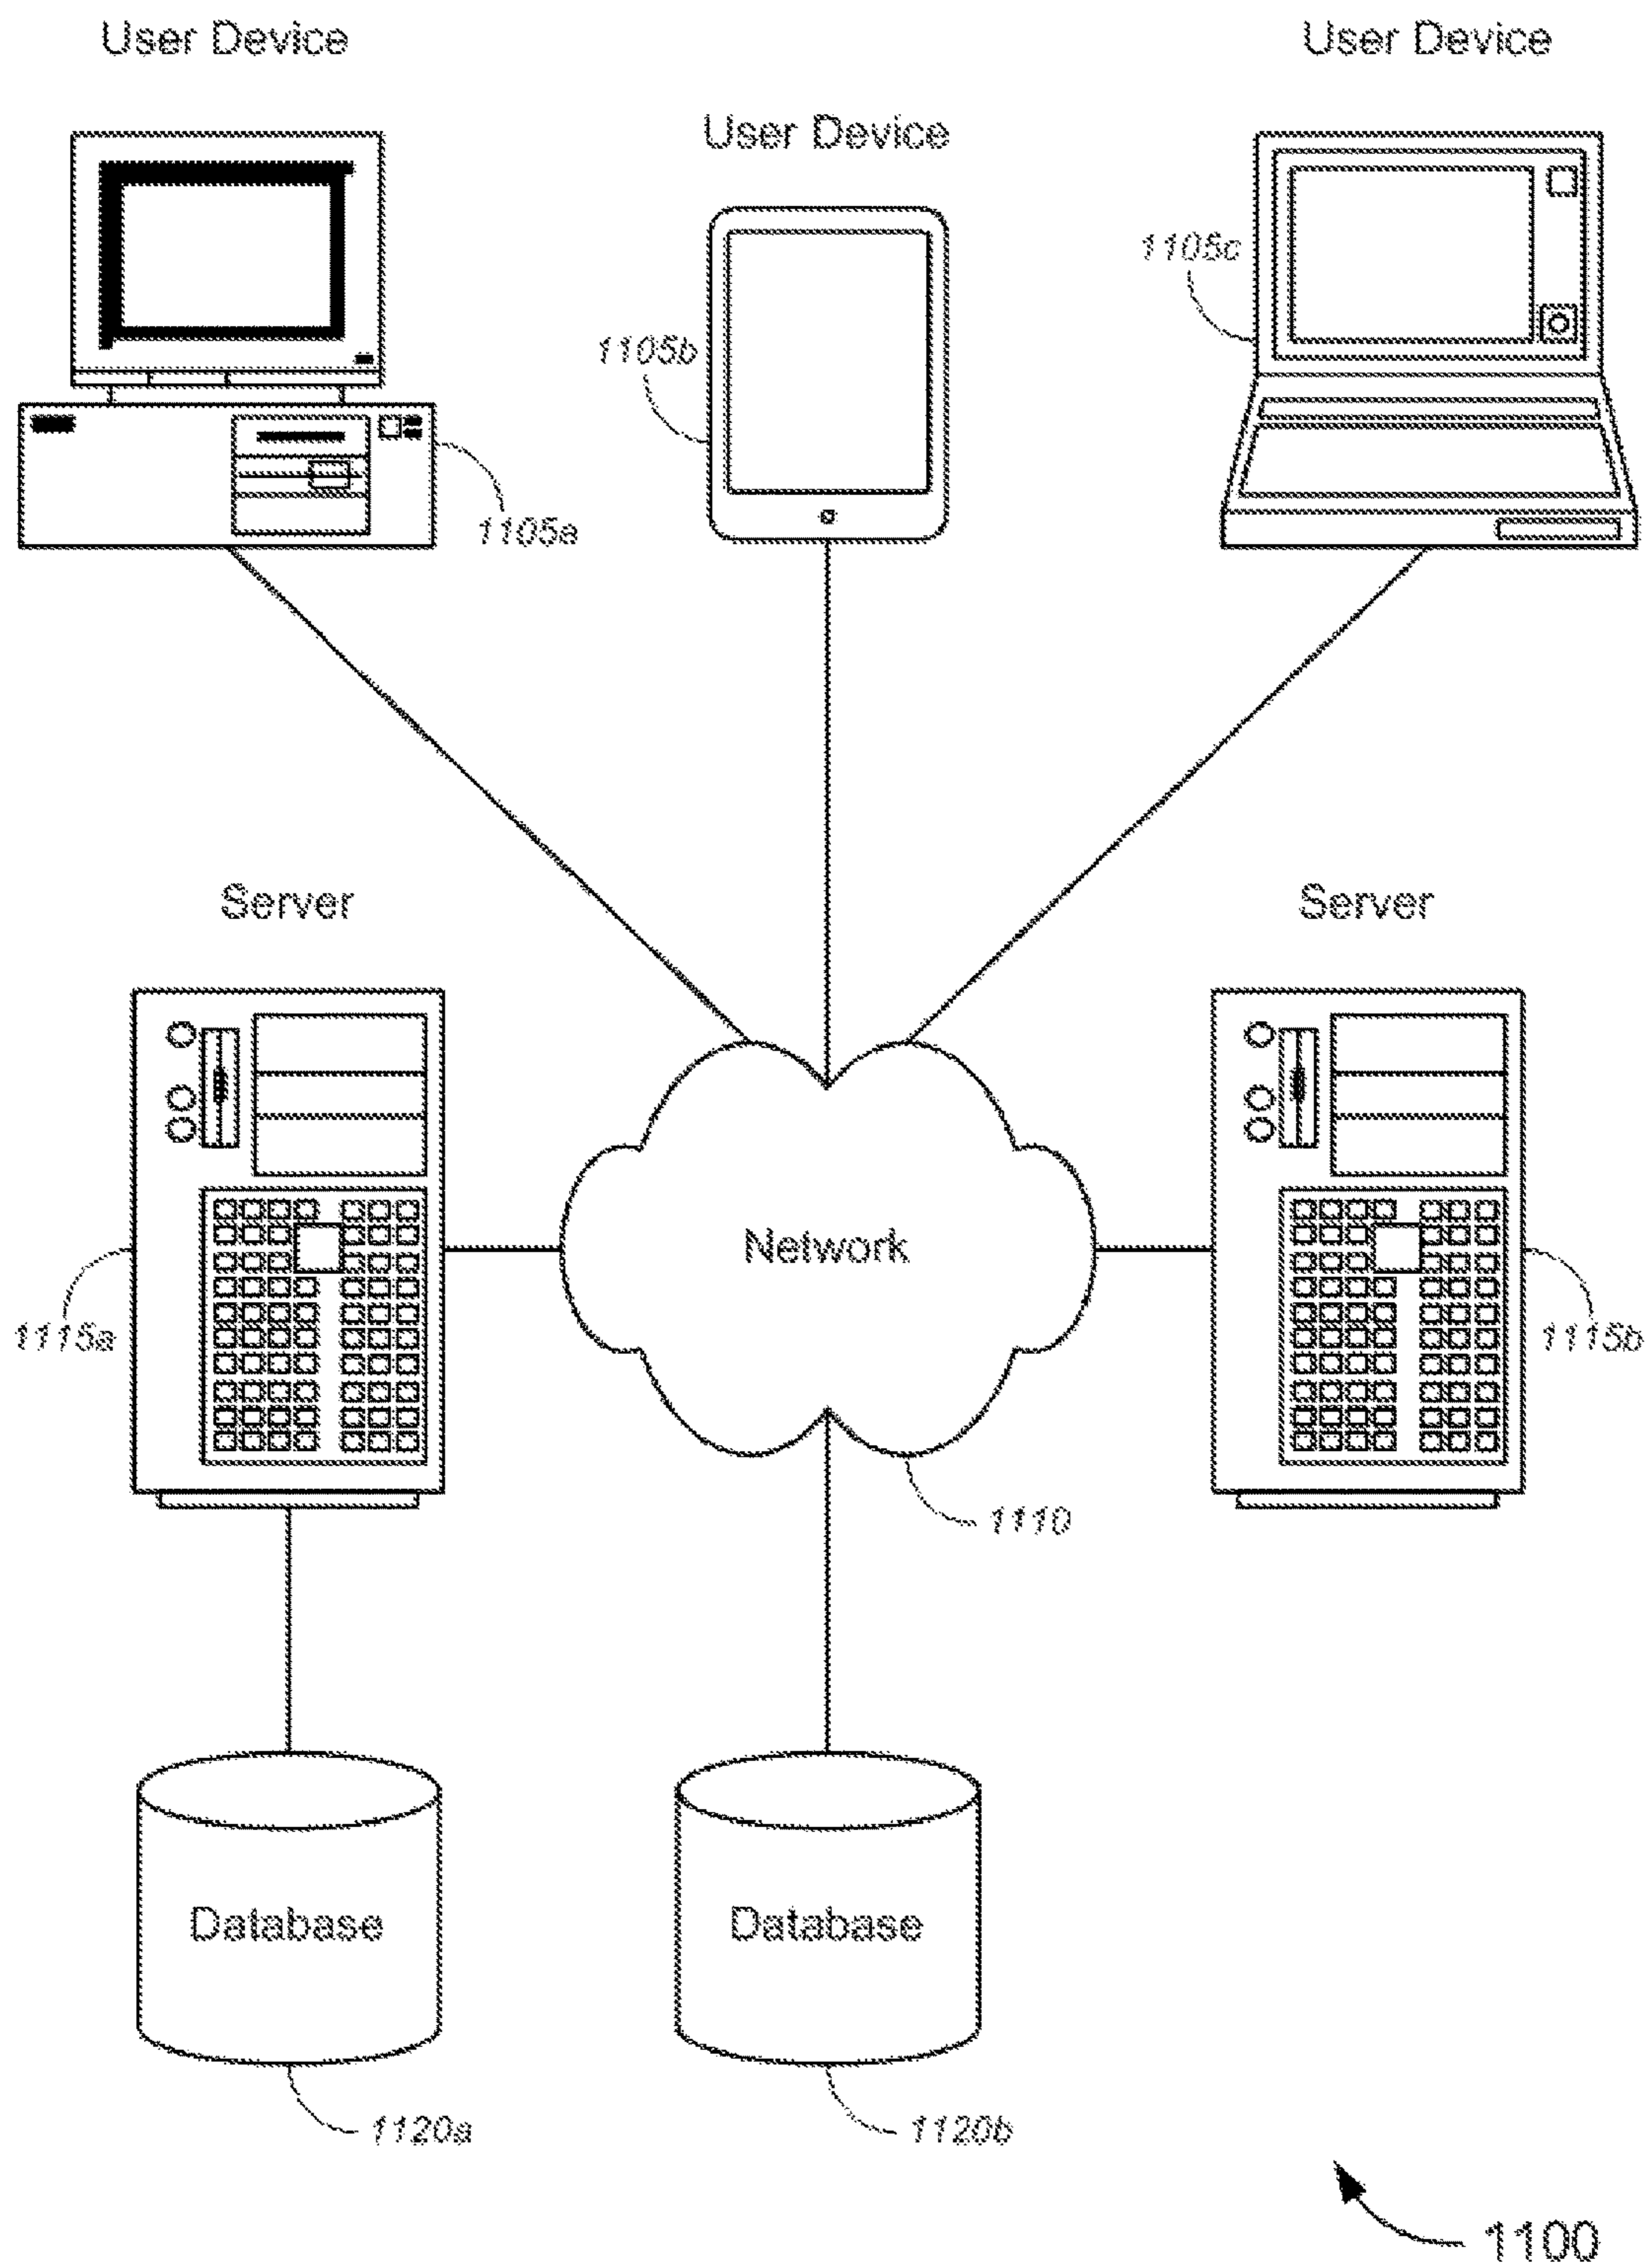 User Device
User Device
User Device
1105a
1105b
1105c
Server
Server
Network
1115a
1115b
1110
Database
Database
1120a
1120b
1100